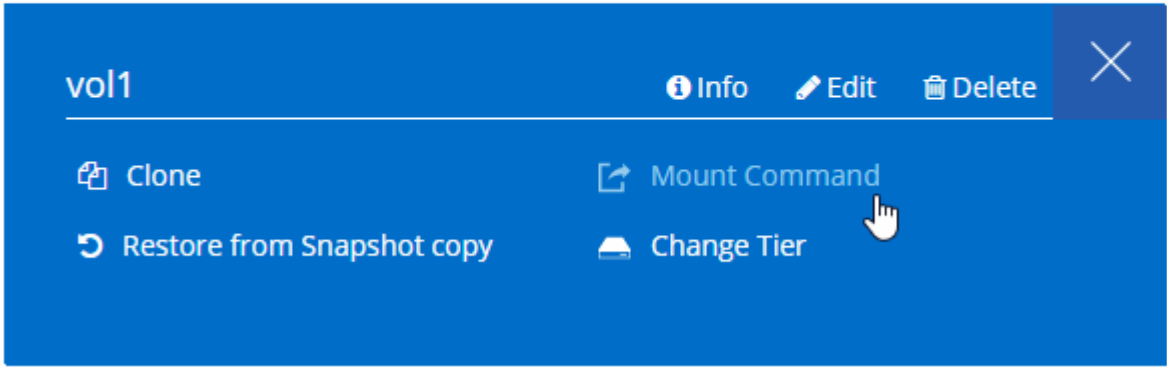 vol1 Info Edit Delete
Clone Mount Command
Restore from Snapshot copy Change Tier